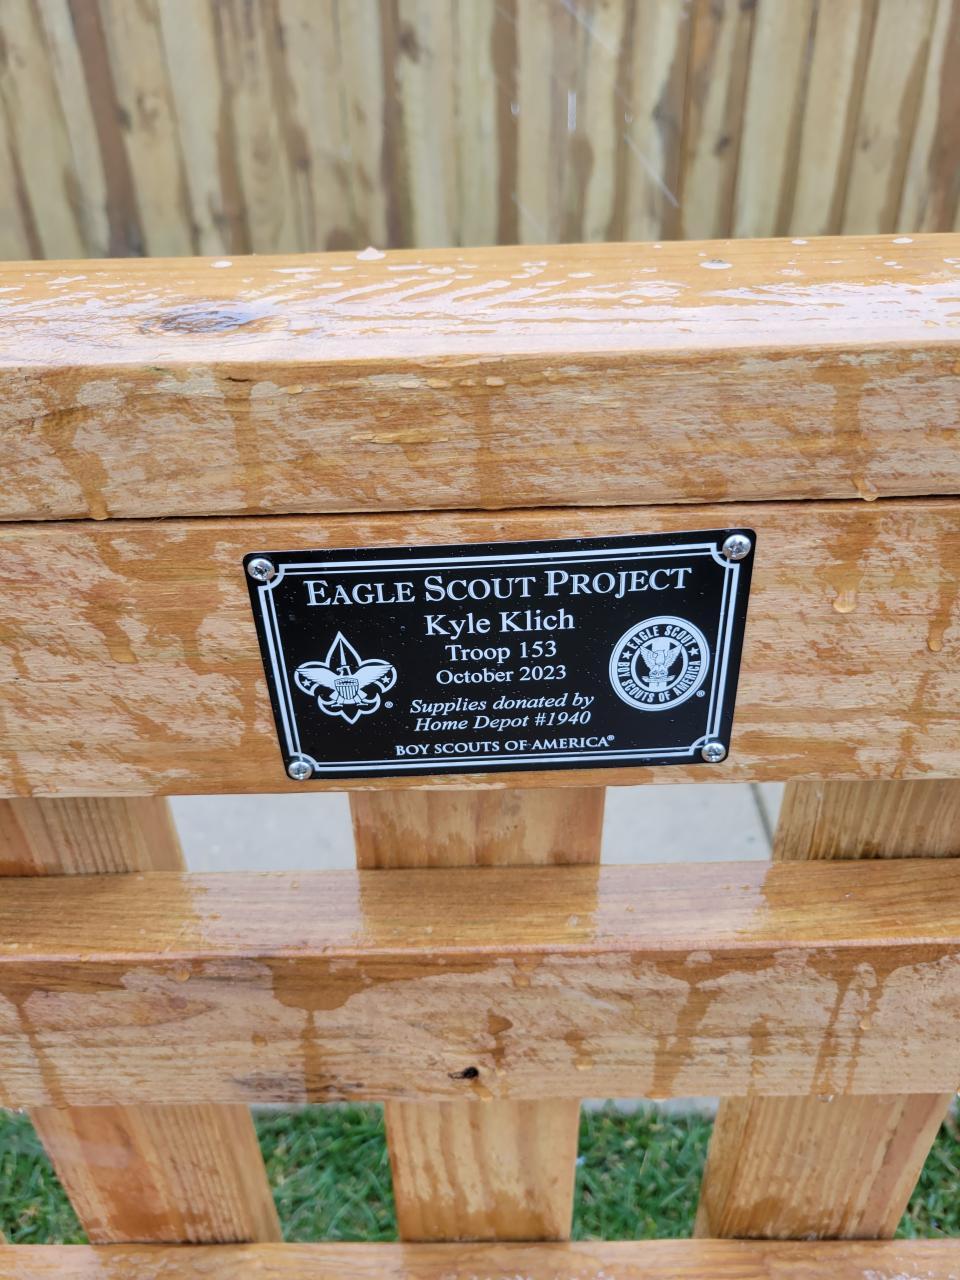 EAGLE SCOUT PROJECT
Kyle Klich
Troop 153
October 2023
Supplies donated by
Home Depot #1940
BOY SCOUTS OF AMERICA®
®
EAGLE SCOUT
BOY SCOUTS OF AMERICA
®